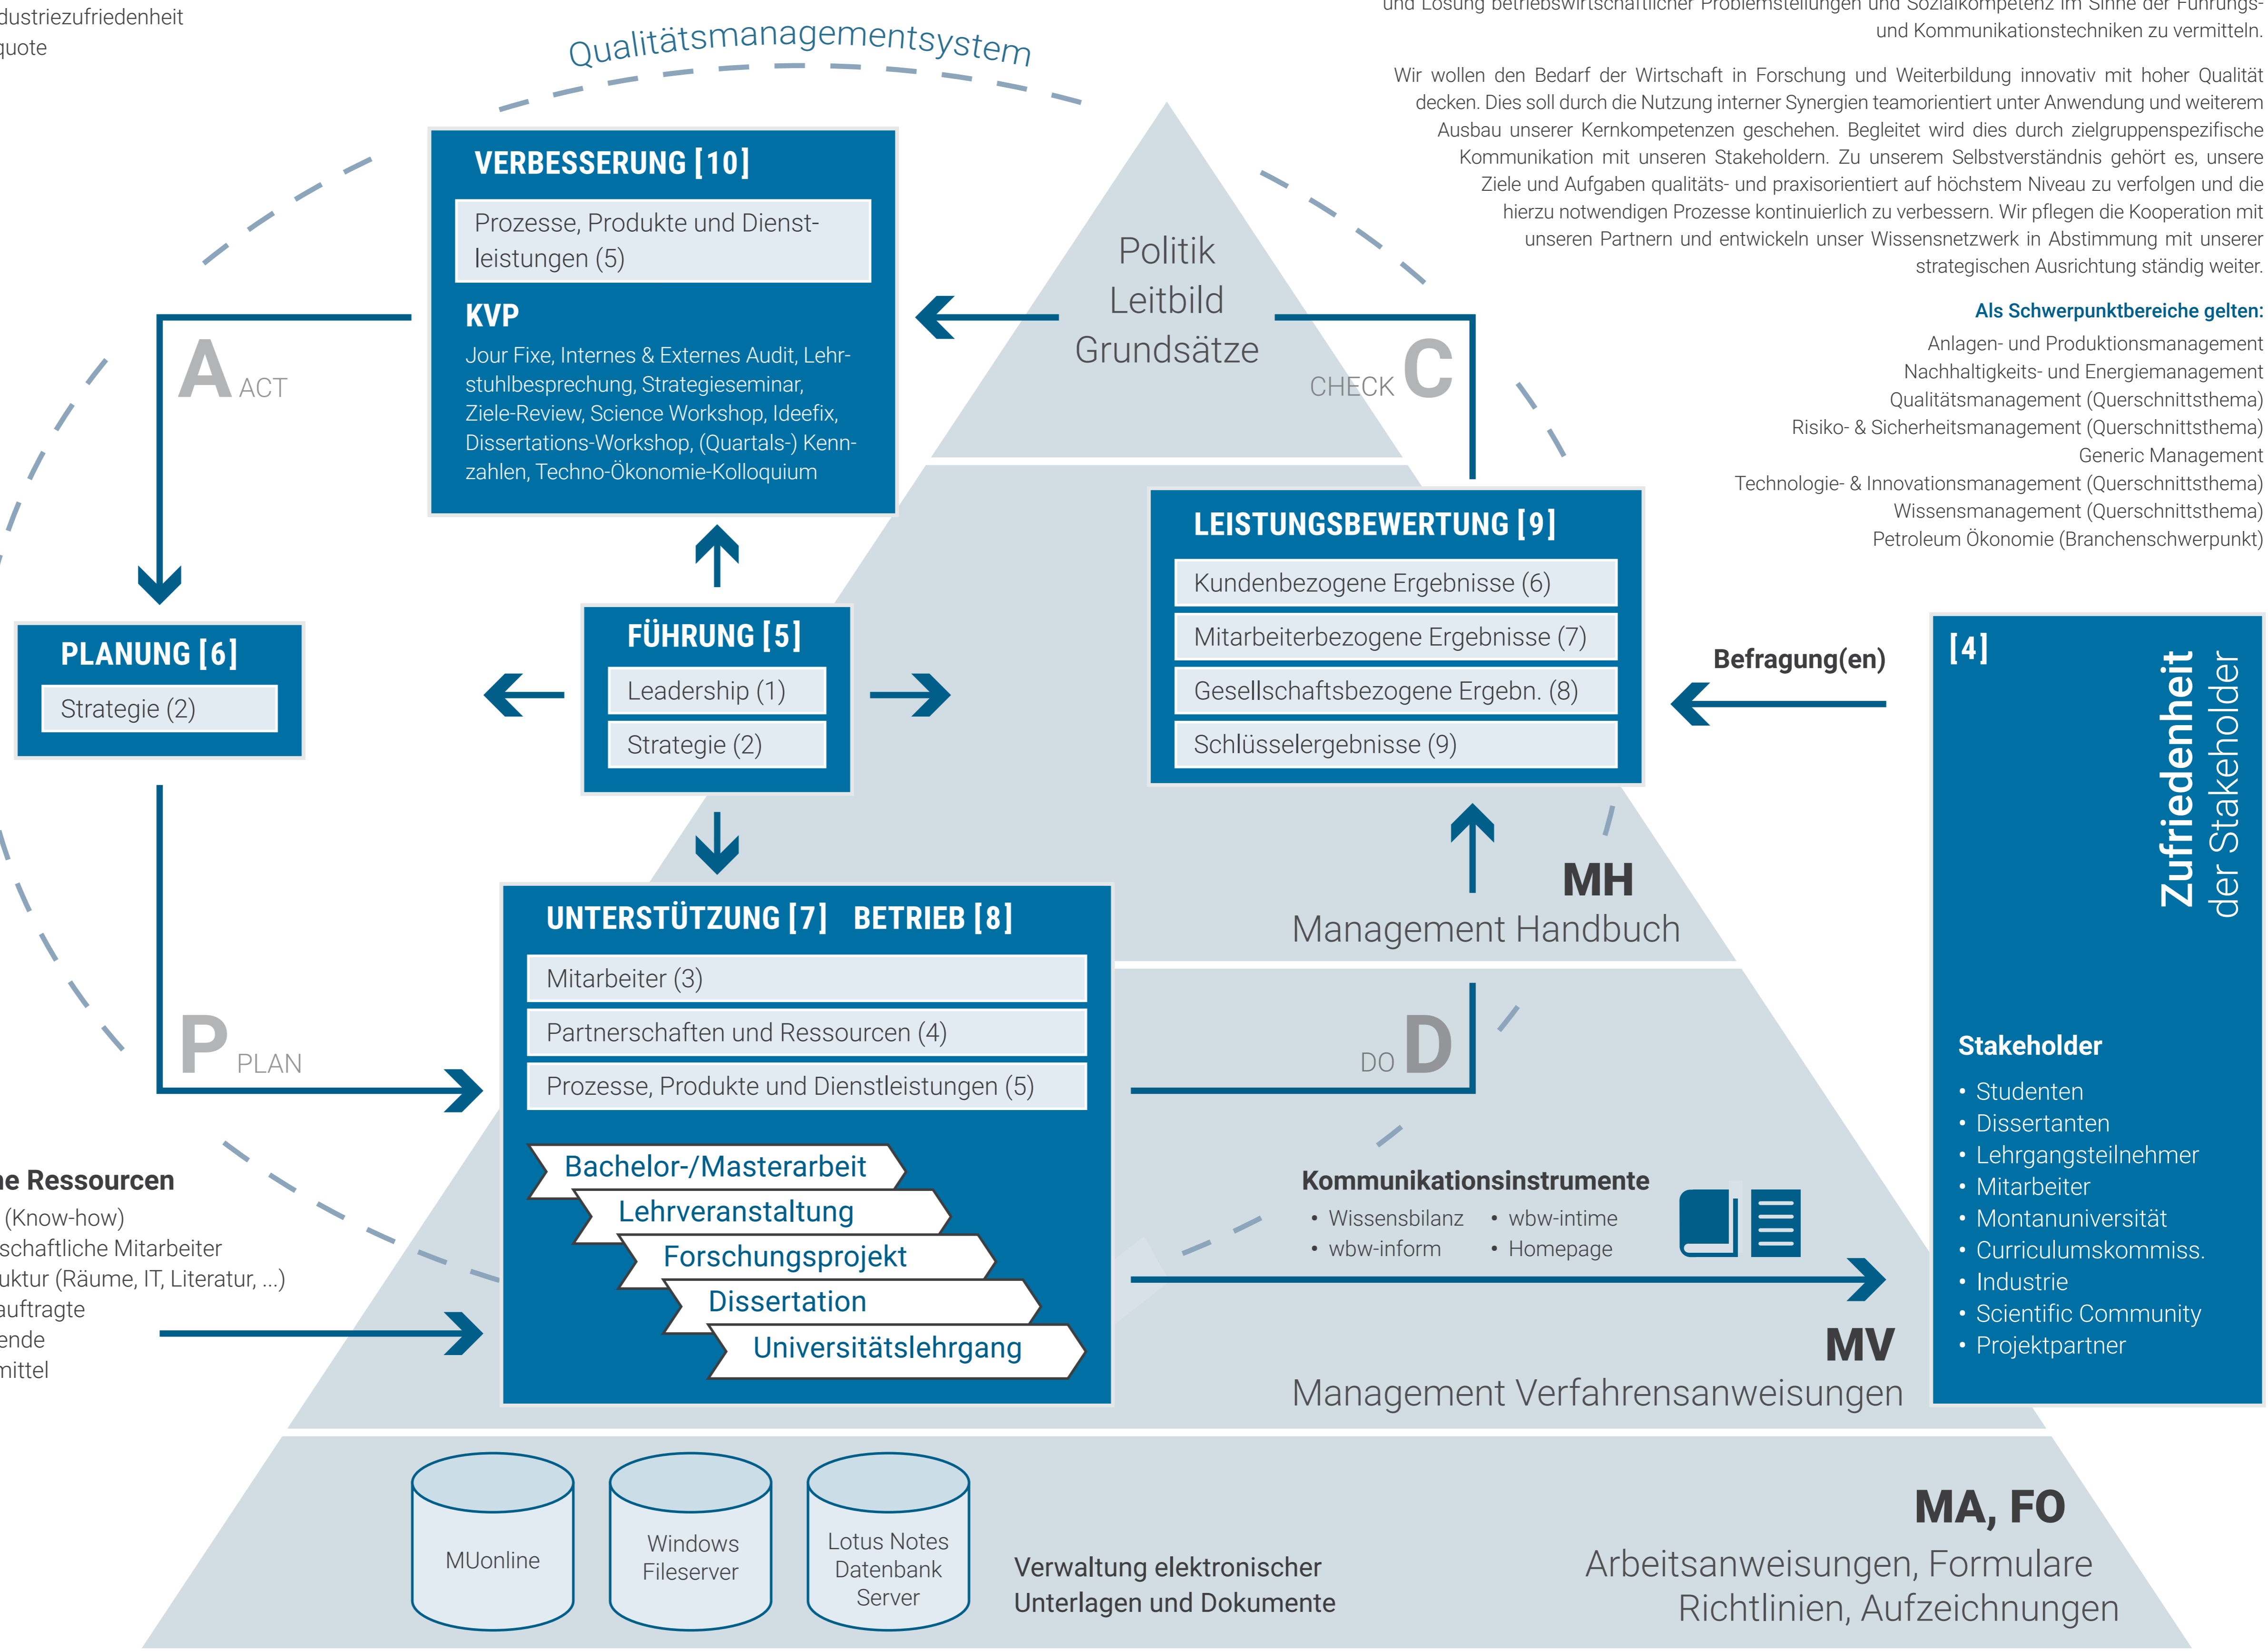 dustriezufriedenheit
quote
Qualitätsmanagementsystem
und Lösung betriebswirtschaftlicher Problemstellungen und Sozialkompetenz im Sinne der Führungs-
und Kommunikationstechniken zu vermitteln.
Wir wollen den Bedarf der Wirtschaft in Forschung und Weiterbildung innovativ mit hoher Qualität
decken. Dies soll durch die Nutzung interner Synergien teamorientiert unter Anwendung und weiterem
Ausbau unserer Kernkompetenzen geschehen. Begleitet wird dies durch zielgruppenspezifische
Kommunikation mit unseren Stakeholdern. Zu unserem Selbstverständnis gehört es, unsere
Ziele und Aufgaben qualitäts- und praxisorientiert auf höchstem Niveau zu verfolgen und die
hierzu notwendigen Prozesse kontinuierlich zu verbessern. Wir pflegen die Kooperation mit
unseren Partnern und entwickeln unser Wissensnetzwerk in Abstimmung mit unserer
strategischen Ausrichtung ständig weiter.
Als Schwerpunktbereiche gelten:
Anlagen- und Produktionsmanagement
Nachhaltigkeits- und Energiemanagement
Qualitätsmanagement (Querschnittsthema)
Risiko- & Sicherheitsmanagement (Querschnittsthema)
Generic Management
Technologie- & Innovationsmanagement (Querschnittsthema)
Wissensmanagement (Querschnittsthema)
Petroleum Ökonomie (Branchenschwerpunkt)
VERBESSERUNG [10]
Prozesse, Produkte und Dienst-
leistungen (5)
KVP
Jour Fixe, Internes & Externes Audit, Lehr-
stuhlbesprechung, Strategieseminar,
Ziele-Review, Science Workshop, Ideefix,
Dissertations-Workshop, (Quartals-) Kenn-
zahlen, Techno-Ökonomie-Kolloquium
Politik
Leitbild
Grundsätze
A ACT
CHECK C
LEISTUNGSBEWERTUNG [9]
Kundenbezogene Ergebnisse (6)
Mitarbeiterbezogene Ergebnisse (7)
Gesellschaftsbezogene Ergebn. (8)
Schlüsselergebnisse (9)
PLANUNG [6]
Strategie (2)
FÜHRUNG [5]
Leadership (1)
Strategie (2)
Befragung(en)
[4]
Zufriedenheit
der Stakeholder
Stakeholder
• Studenten
• Dissertanten
• Lehrgangsteilnehmer
• Mitarbeiter
• Montanuniversität
• Curriculumskommiss.
• Industrie
• Scientific Community
• Projektpartner
MH
Management Handbuch
UNTERSTÜTZUNG [7] BETRIEB [8]
Mitarbeiter (3)
Partnerschaften und Ressourcen (4)
Prozesse, Produkte und Dienstleistungen (5)
Bachelor-/Masterarbeit
Lehrveranstaltung
Forschungsprojekt
Dissertation
Universitätslehrgang
P PLAN
DO D
ne Ressourcen
(Know-how)
schaftliche Mitarbeiter
uktur (Räume, IT, Literatur, ...)
auftragte
ende
mittel
Kommunikationsinstrumente
• Wissensbilanz • wbw-intime
• wbw-inform • Homepage
MV
Management Verfahrensanweisungen
MUonline
Windows
Fileserver
Lotus Notes
Datenbank
Server
Verwaltung elektronischer
Unterlagen und Dokumente
MA, FO
Arbeitsanweisungen, Formulare
Richtlinien, Aufzeichnungen